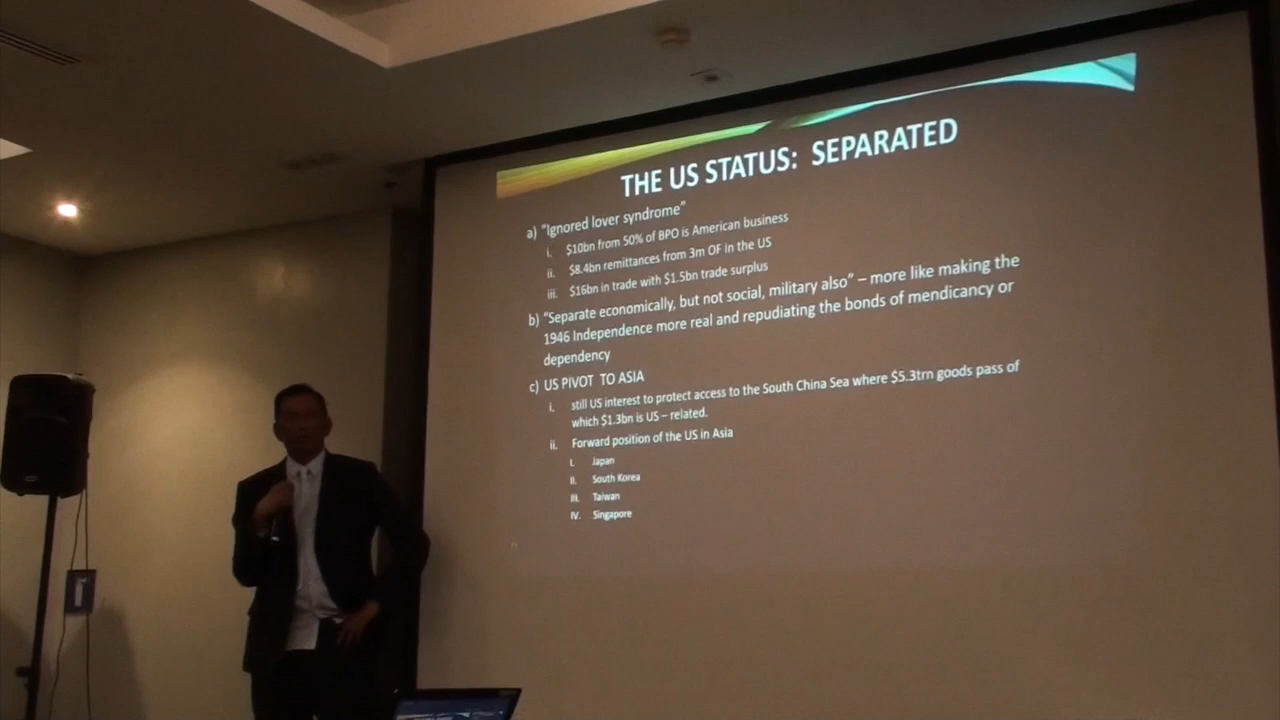 THE US STATUS: SEPARATED
a) "Ignored lover syndrome"
i. $10bn from 50% of BPO is American business
ii. $8.4bn remittances from 3m OF in the US
iii. $16bn in trade with $1.5bn trade surplus
b) "Separate economically, but not social, military also" – more like making the
1946 Independence more real and repudiating the bonds of mendicancy or
dependency
c) US PIVOT TO ASIA
i. still US interest to protect access to the South China Sea where $5.3trn goods pass of
which $1.3bn is US – related.
ii. Forward position of the US in Asia
I. Japan
II. South Korea
III. Taiwan
IV. Singapore